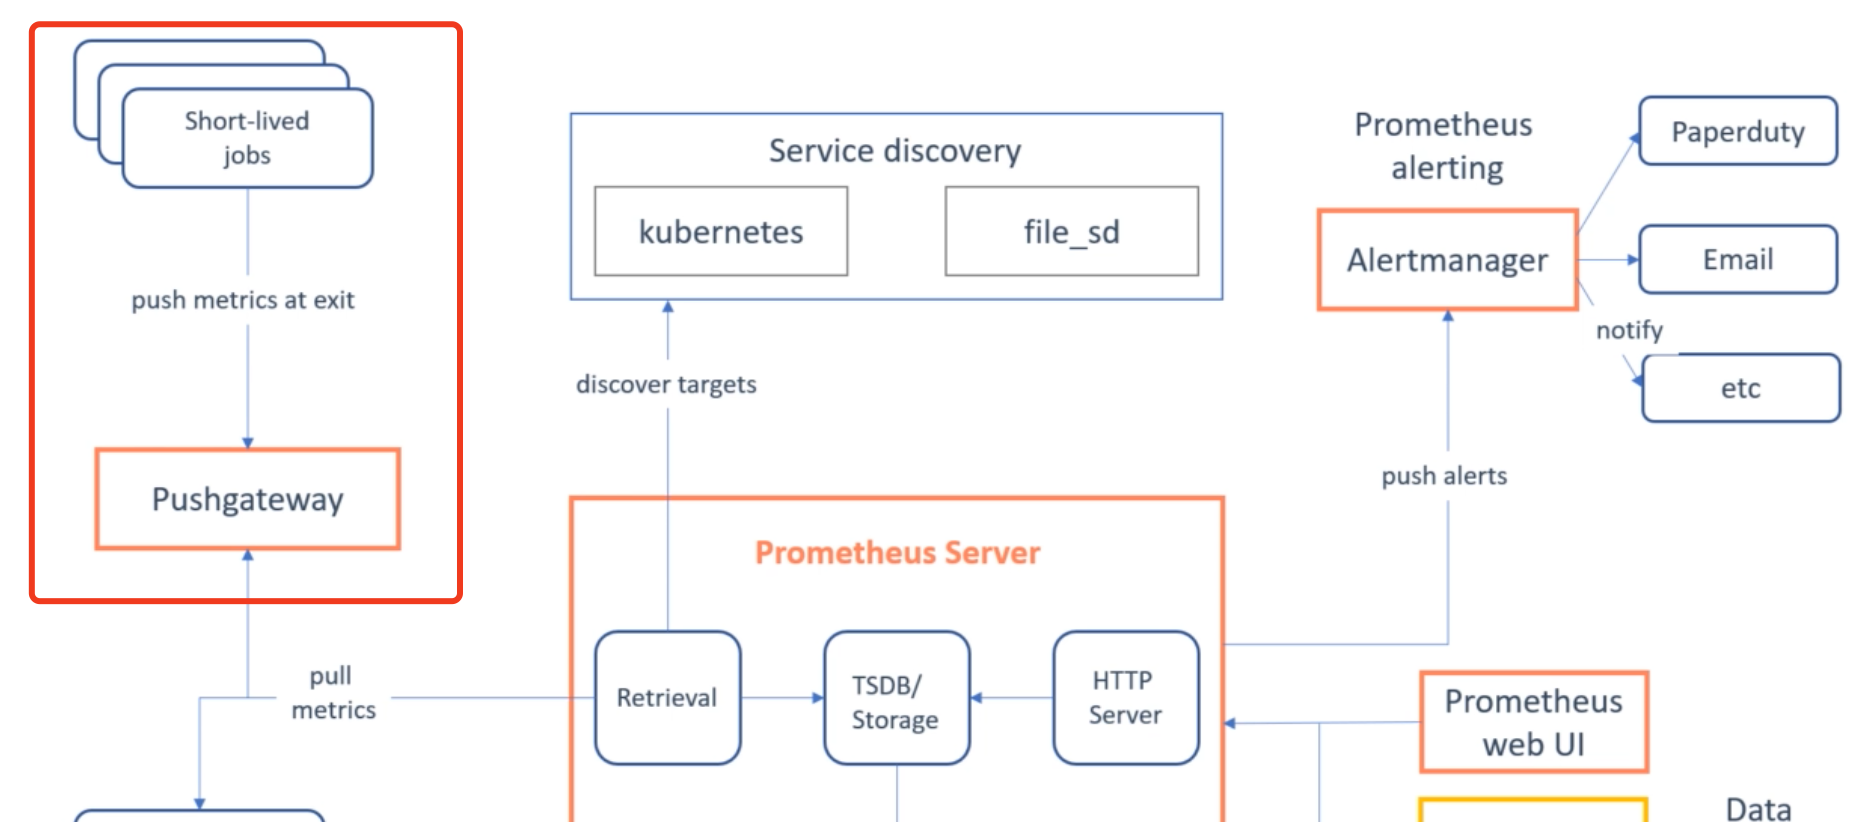 Short-lived
jobs
push metrics at exit
Pushgateway
pull
metrics
Service discovery
kubernetes
file_sd
discover targets
Prometheus Server
Retrieval
TSDB/
Storage
HTTP
Server
Prometheus
alerting
Alertmanager
Paperduty
Email
notify
etc
push alerts
Prometheus
web UI
Data